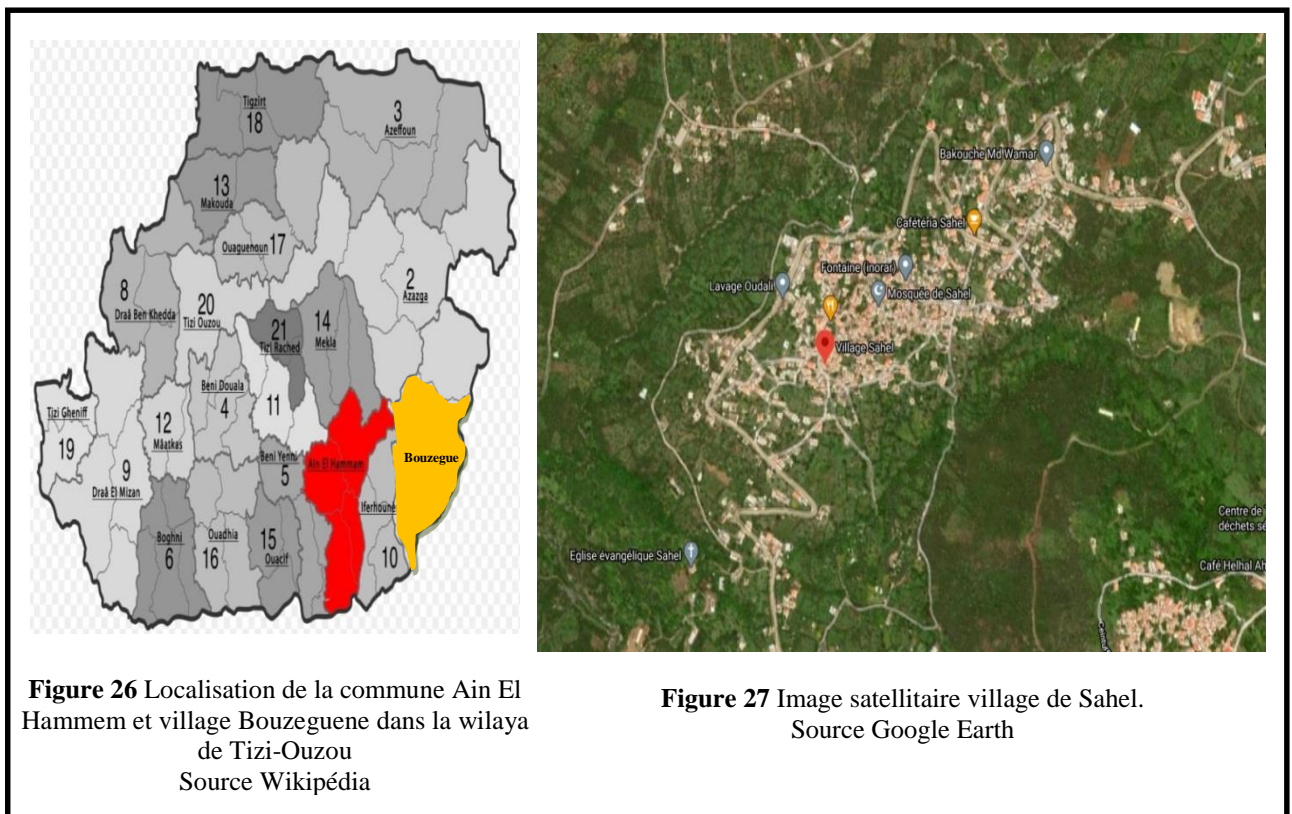 Tigzirt
18
3
Azeffoun
13
Makouda
Ouaguenoun 17
2
Azazga
8
Draâ Ben Khedda
20
Tizi Ouzou
21
Tizi Rached
14
Mekla
Beni Douala
4
11
Tizi Gheniff
19
12
Mâatkas
9
Draâ El Mizan
Beni Yenni
5
Ain El Hammam
Bouzegue
Iferhounè
10
Boghni
6
Ouadhia
16
15
Ouacif
Bakouche Md Wamar
Cafétéria Sahel
Fontaine (inorar)
Lavage Oudali
Mosquée de Sahel
Village Sahel
Eglise évangelique Sahel
Centre de
déchets sé
Café Helhal Ah
Figure 26 Localisation de la commune Ain El
Hammem et village Bouzeguene dans la wilaya
de Tizi-Ouzou
Source Wikipédia
Figure 27 Image satellitaire village de Sahel.
Source Google Earth